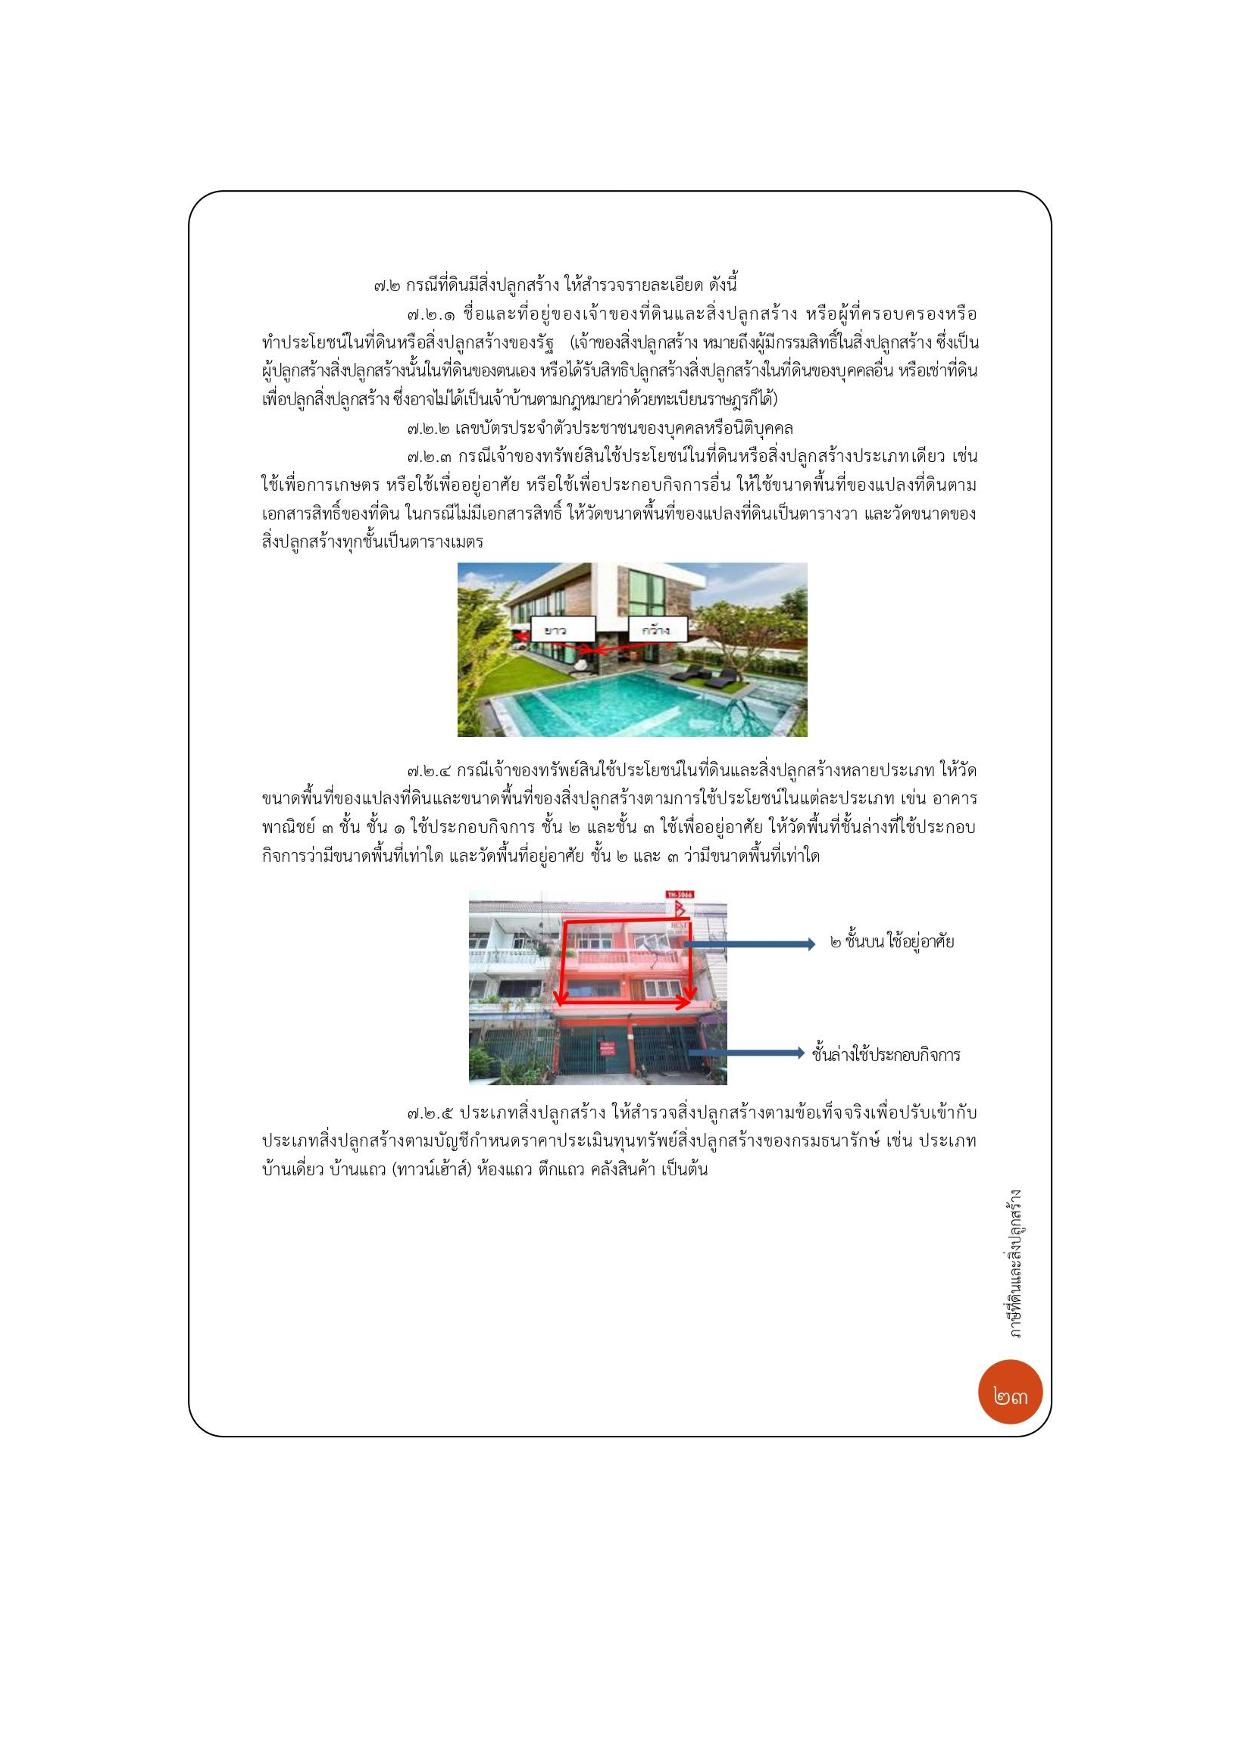 ๗.๒ กรณีที่ดินมีสิ่งปลูกสร้าง ให้สำรวจรายละเอียด ดังนี้
๗.๒.๑ ชื่อและที่อยู่ของเจ้าของที่ดินและสิ่งปลูกสร้าง หรือผู้ที่ครอบครองหรือ
ทำประโยชน์ในที่ดินหรือสิ่งปลูกสร้างของรัฐ (เจ้าของสิ่งปลูกสร้าง หมายถึงผู้มีกรรมสิทธิ์ในสิ่งปลูกสร้าง ซึ่งเป็น
ผู้ปลูกสร้างสิ่งปลูกสร้างนั้นในที่ดินของตนเอง หรือได้รับสิทธิปลูกสร้างสิ่งปลูกสร้างในที่ดินของบุคคลอื่น หรือเช่าที่ดิน
เพื่อปลูกสิ่งปลูกสร้าง ซึ่งอาจไม่ได้เป็นเจ้าบ้านตามกฎหมายว่าด้วยทะเบียนราษฎรก็ได้)
๗.๒.๒ เลขบัตรประจำตัวประชาชนของบุคคลหรือนิติบุคคล
๗.๒.๓ กรณีเจ้าของทรัพย์สินใช้ประโยชน์ในที่ดินหรือสิ่งปลูกสร้างประเภทเดียว เช่น
ใช้เพื่อการเกษตร หรือใช้เพื่ออยู่อาศัย หรือใช้เพื่อประกอบกิจการอื่น ให้ใช้ขนาดพื้นที่ของแปลงที่ดินตาม
เอกสารสิทธิ์ของที่ดิน ในกรณีไม่มีเอกสารสิทธิ์ ให้วัดขนาดพื้นที่ของแปลงที่ดินเป็นตารางวา และวัดขนาดของ
สิ่งปลูกสร้างทุกชั้นเป็นตารางเมตร
ยาว กว้าง
๗.๒.๔ กรณีเจ้าของทรัพย์สินใช้ประโยชน์ในที่ดินและสิ่งปลูกสร้างหลายประเภท ให้วัด
ขนาดพื้นที่ของแปลงที่ดินและขนาดพื้นที่ของสิ่งปลูกสร้างตามการใช้ประโยชน์ในแต่ละประเภท เช่น อาคาร
พาณิชย์ ๓ ชั้น ชั้น ๑ ใช้ประกอบกิจการ ชั้น ๒ และชั้น ๓ ใช้เพื่ออยู่อาศัย ให้วัดพื้นที่ชั้นล่างที่ใช้ประกอบ
กิจการว่ามีขนาดพื้นที่เท่าใด และวัดพื้นที่อยู่อาศัย ชั้น ๒ และ ๓ ว่ามีขนาดพื้นที่เท่าใด
๒ ชั้นบน ใช้อยู่อาศัย
ชั้นล่างใช้ประกอบกิจการ
๗.๒.๕ ประเภทสิ่งปลูกสร้าง ให้สำรวจสิ่งปลูกสร้างตามข้อเท็จจริงเพื่อปรับเข้ากับ
ประเภทสิ่งปลูกสร้างตามบัญชีกำหนดราคาประเมินทุนทรัพย์สิ่งปลูกสร้างของกรมธนารักษ์ เช่น ประเภท
บ้านเดี่ยว บ้านแถว (ทาวน์เฮ้าส์) ห้องแถว ตึกแถว คลังสินค้า เป็นต้น
ภาษีที่ดินและสิ่งปลูกสร้าง
๒๓